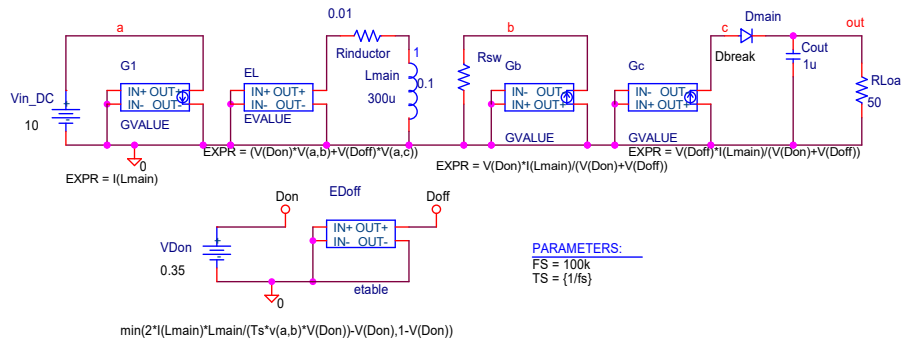 0.01
a
b
c
Dmain
out
Rinductor
1
G1
EL
Lmain
0.1
300u
Rsw
Gb
Gc
Dbreak
Cout
1u
Vin_DC
10
IN+ OUT+
IN- OUT-
IN+ OUT+
IN- OUT-
IN+ OUT+
IN- OUT-
IN+ OUT+
IN- OUT-
RLoa
50
GVALUE
EVALUE
GVALUE
GVALUE
0
EXPR = (V(Don)*V(a,b)+V(Doff)*V(a,c))
EXPR = V(Doff)*I(Lmain)/(V(Don)+V(Doff))
EXPR = V(Don)*I(Lmain)/(V(Don)+V(Doff))
EXPR = I(Lmain)
Don
EDoff
Doff
IN+ OUT+
IN- OUT-
VDon
0.35
etable
0
PARAMETERS:
FS = 100k
TS = {1/fs}
min(2*I(Lmain)*Lmain/(Ts*v(a,b)*V(Don))-V(Don),1-V(Don))